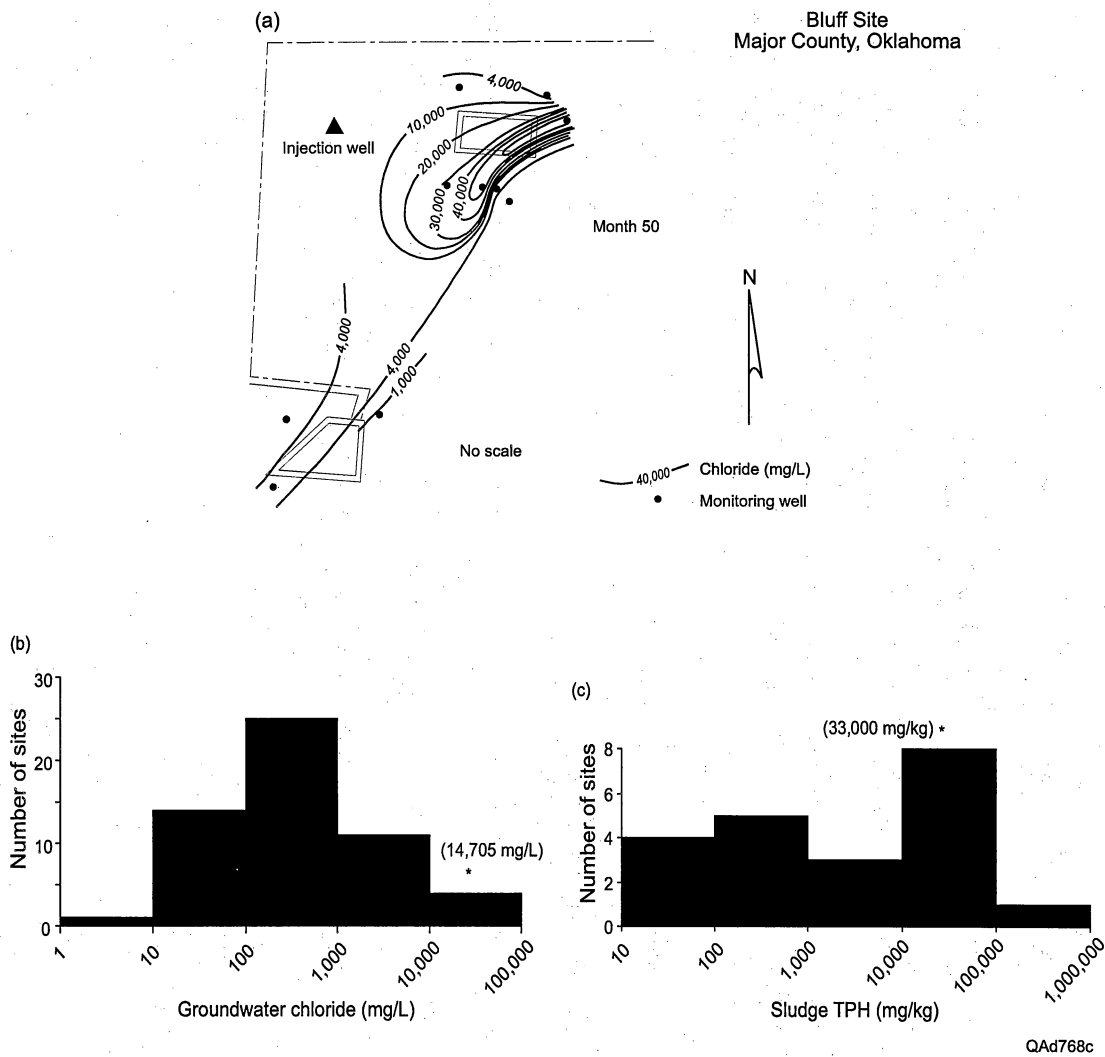 (a)
Bluff Site
Major County, Oklahoma
4,000
10,000
Injection well
20,000
30,000
40,000
Month 50
N
4,000
4,000
1,000
No scale
40,000 Chloride (mg/L)
Monitoring well
(b)
30
20
10
0
Number of sites
(14,705 mg/L)
*
1 10 100 1,000 10,000 100,000
Groundwater chloride (mg/L)
(c)
(33,000 mg/kg) *
8
6
4
2
0
Number of sites
10 100 1,000 10,000 100,000 1,000,000
Sludge TPH (mg/kg)
QAd768c